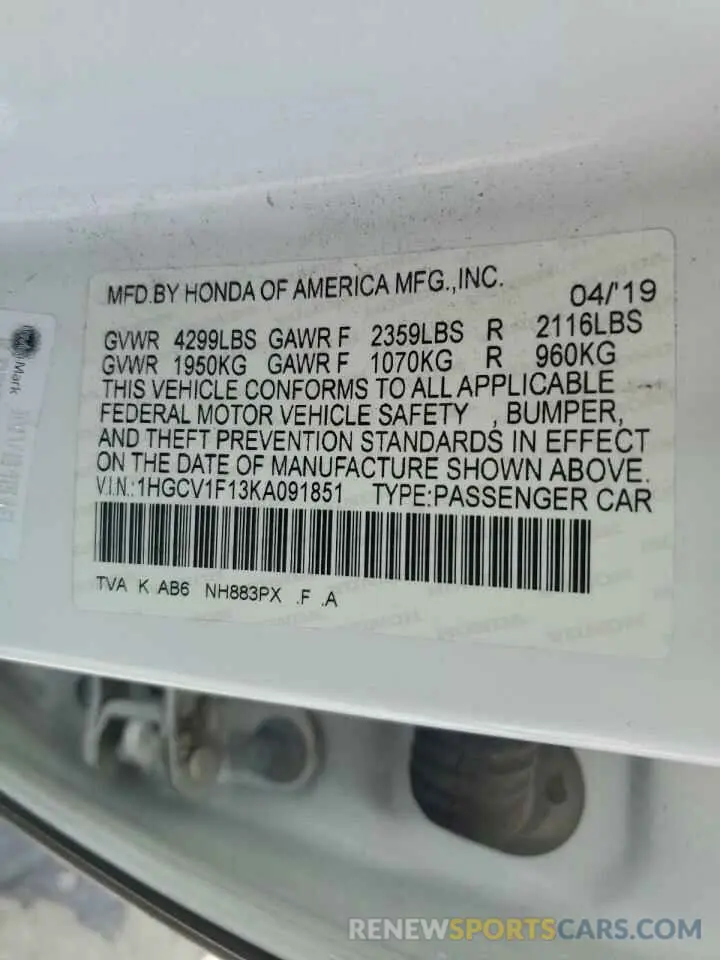 MFD.BY HONDA OF AMERICA MFG.,INC. 04/'19
GVWR 4299LBS GAWR F 2359LBS R 2116LBS
GVWR 1950KG GAWR F 1070KG R 960KG
THIS VEHICLE CONFORMS TO ALL APPLICABLE
FEDERAL MOTOR VEHICLE SAFETY , BUMPER,
AND THEFT PREVENTION STANDARDS IN EFFECT
ON THE DATE OF MANUFACTURE SHOWN ABOVE.
V.I.N.:1HGCV1F13KA091851 TYPE:PASSENGER CAR
TVA K AB6 NH883PX .F .A
Mark
RENEWSPORTSCARS.COM